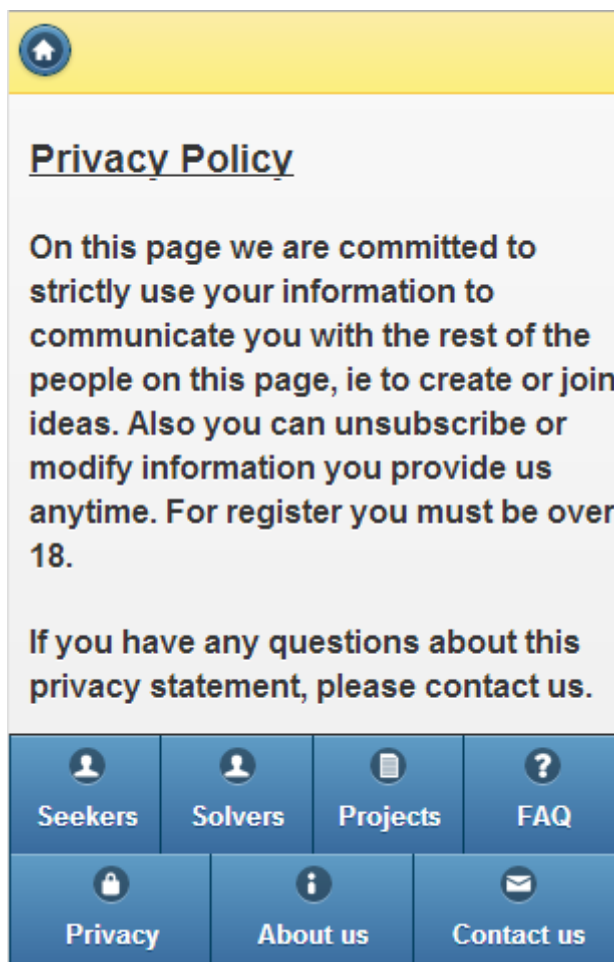 Privacy Policy
On this page we are committed to
strictly use your information to
communicate you with the rest of the
people on this page, ie to create or join
ideas. Also you can unsubscribe or
modify information you provide us
anytime. For register you must be over
18.
If you have any questions about this
privacy statement, please contact us.
Seekers Solvers Projects FAQ
Privacy About us Contact us